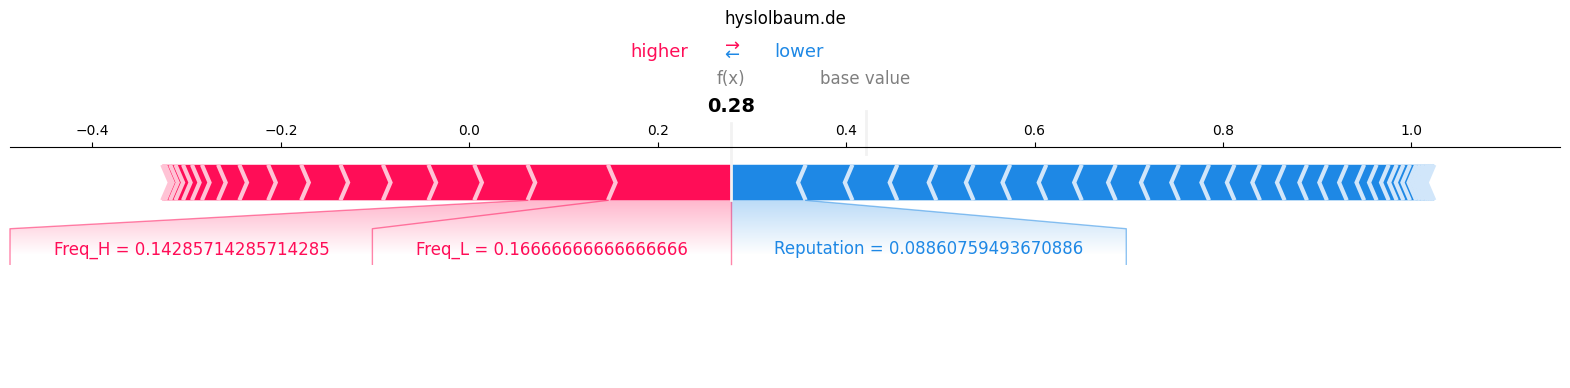 hyslolbaum.de
higher ⇄ lower
f(x) base value
0.28
−0.4 −0.2 0.0 0.2 0.4 0.6 0.8 1.0
Freq_H = 0.14285714285714285 Freq_L = 0.16666666666666666 Reputation = 0.08860759493670886